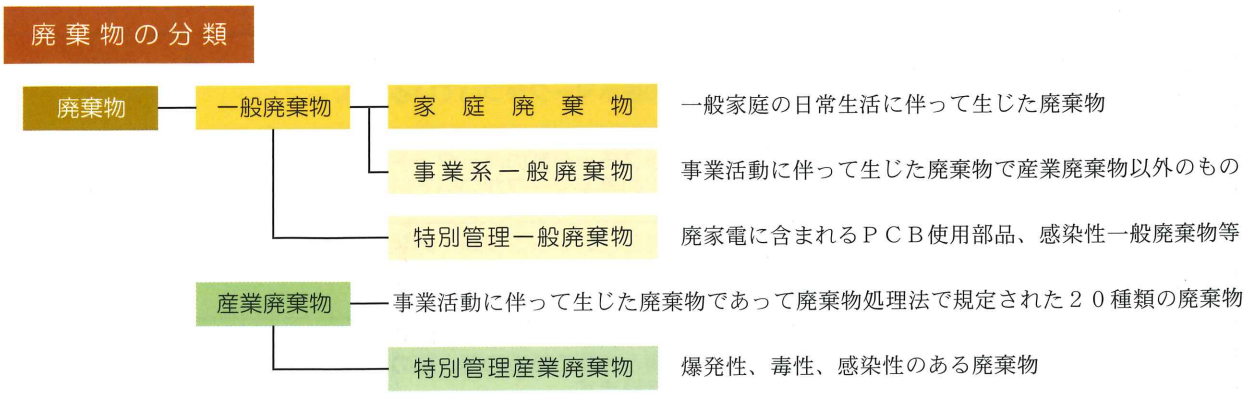 廃棄物の分類
廃棄物
一般廃棄物
家庭廃棄物
一般家庭の日常生活に伴って生じた廃棄物
事業系一般廃棄物
事業活動に伴って生じた廃棄物で産業廃棄物以外のもの
特別管理一般廃棄物
廃家電に含まれるＰＣＢ使用部品、感染性一般廃棄物等
産業廃棄物
事業活動に伴って生じた廃棄物であって廃棄物処理法で規定された２０種類の廃棄物
特別管理産業廃棄物
爆発性、毒性、感染性のある廃棄物